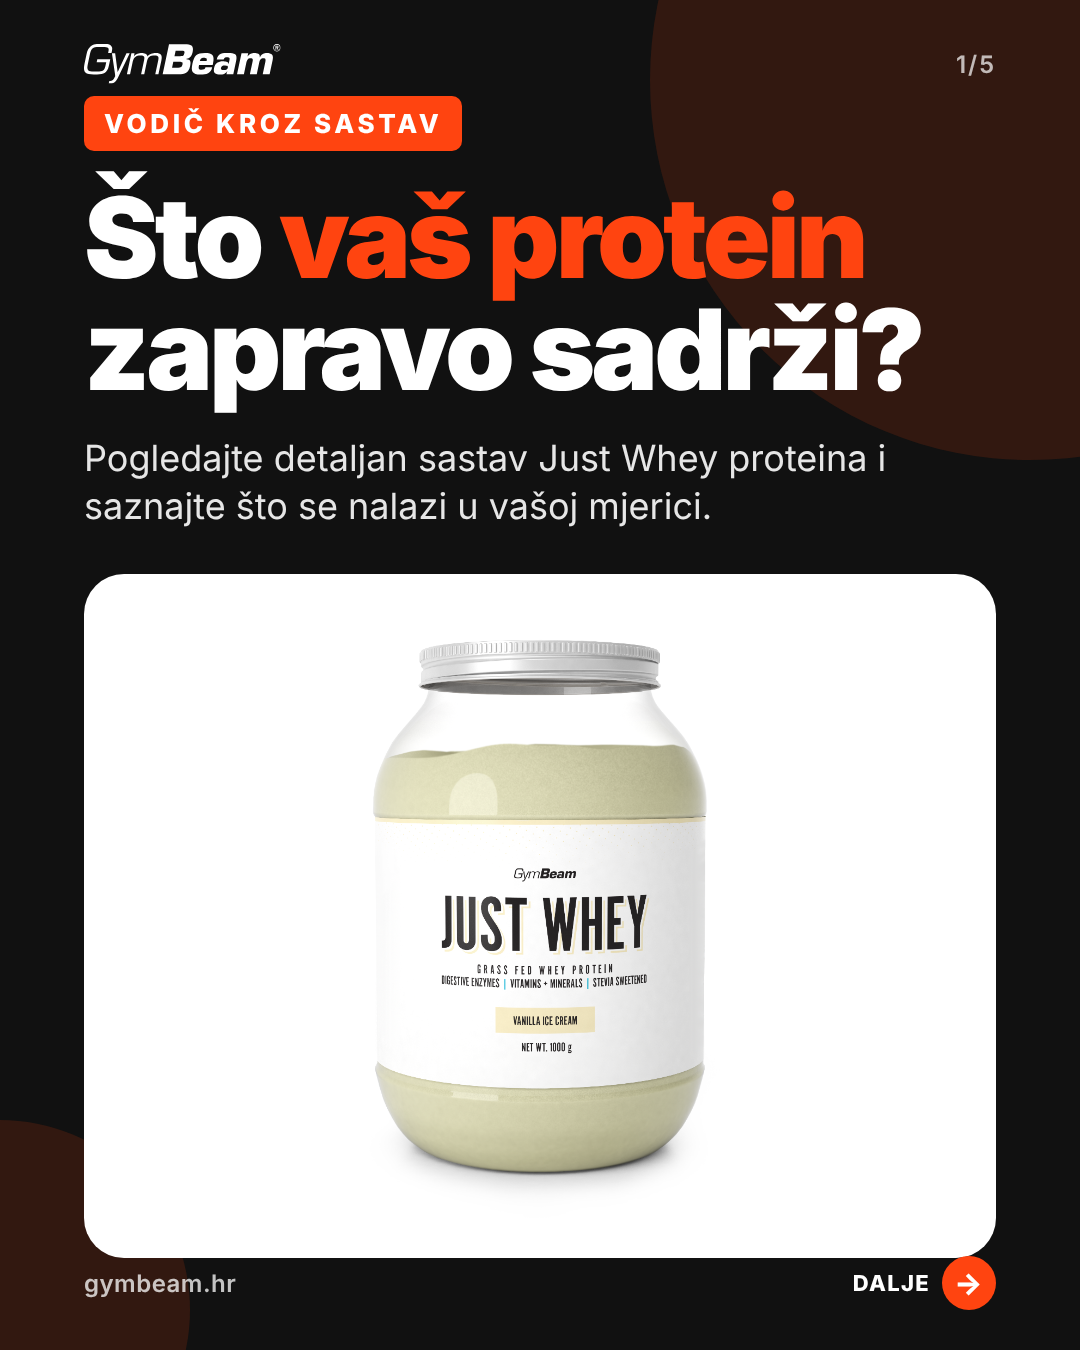 GymBeam®
1/5
VODIČ KROZ SASTAV
Što vaš protein
zapravo sadrži?
Pogledajte detaljan sastav Just Whey proteina i
saznajte što se nalazi u vašoj mjerici.
GymBeam
JUST WHEY
GRASS FED WHEY PROTEIN
DIGESTIVE ENZYMES | VITAMINS + MINERALS | STEVIA SWEETENED
VANILLA ICE CREAM
NET WT. 1000 g
gymbeam.hr
DALJE →